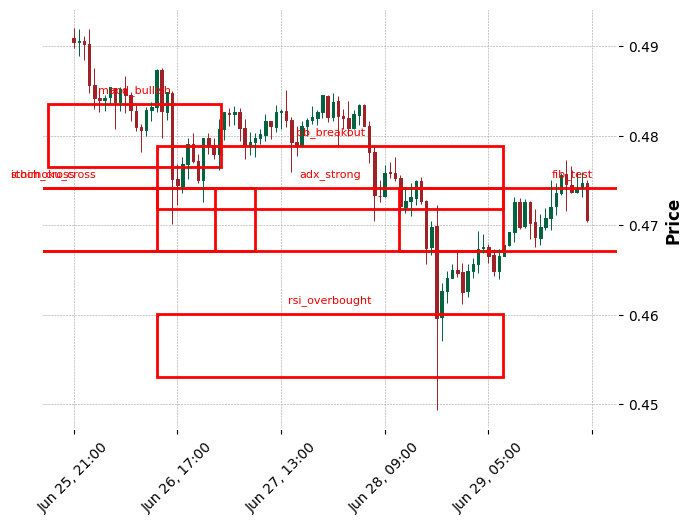 0.49
macd_bullish
bb_breakout
0.48
adx_strong
fib_test
0.47
Price
rsi_overbought
0.46
0.45
Jun 25, 21:00
Jun 26, 17:00
Jun 27, 13:00
Jun 28, 09:00
Jun 29, 05:00